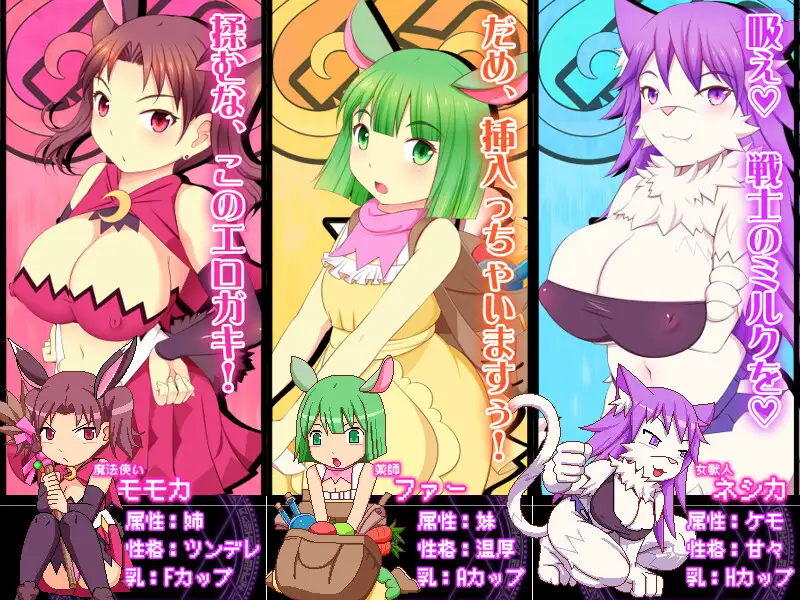 揉むな、このエロガキ!
魔法使い
モモカ
属性:姉
性格:ツンデレ
乳:Fカップ
だめ、挿入っちゃいますぅ!
薬師
ファー
属性:妹
性格:温厚
乳:Aカップ
吸え♡ 戦士のミルクを♡
女獣人
ネシカ
属性:ケモ
性格:甘々
乳:Hカップ